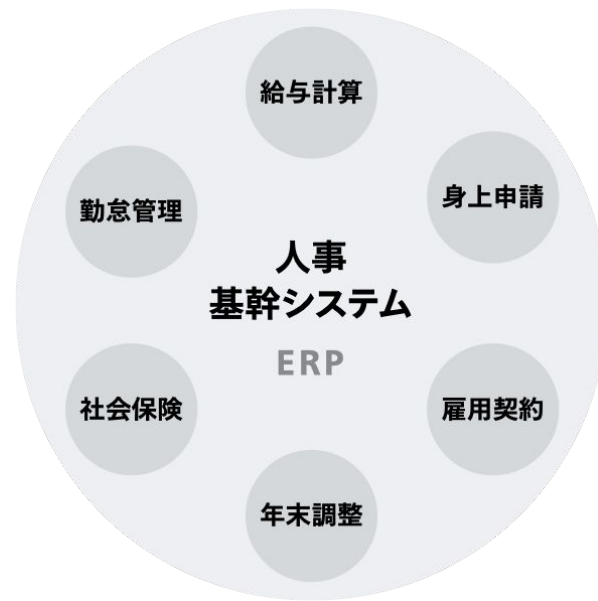 給与計算
身上申請
勤怠管理
人事
基幹システム
ERP
社会保険
雇用契約
年末調整